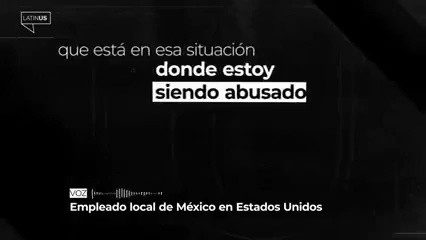 LATINUS
que está en esa situación
donde estoy
siendo abusado
VOZ
Empleado local de México en Estados Unidos